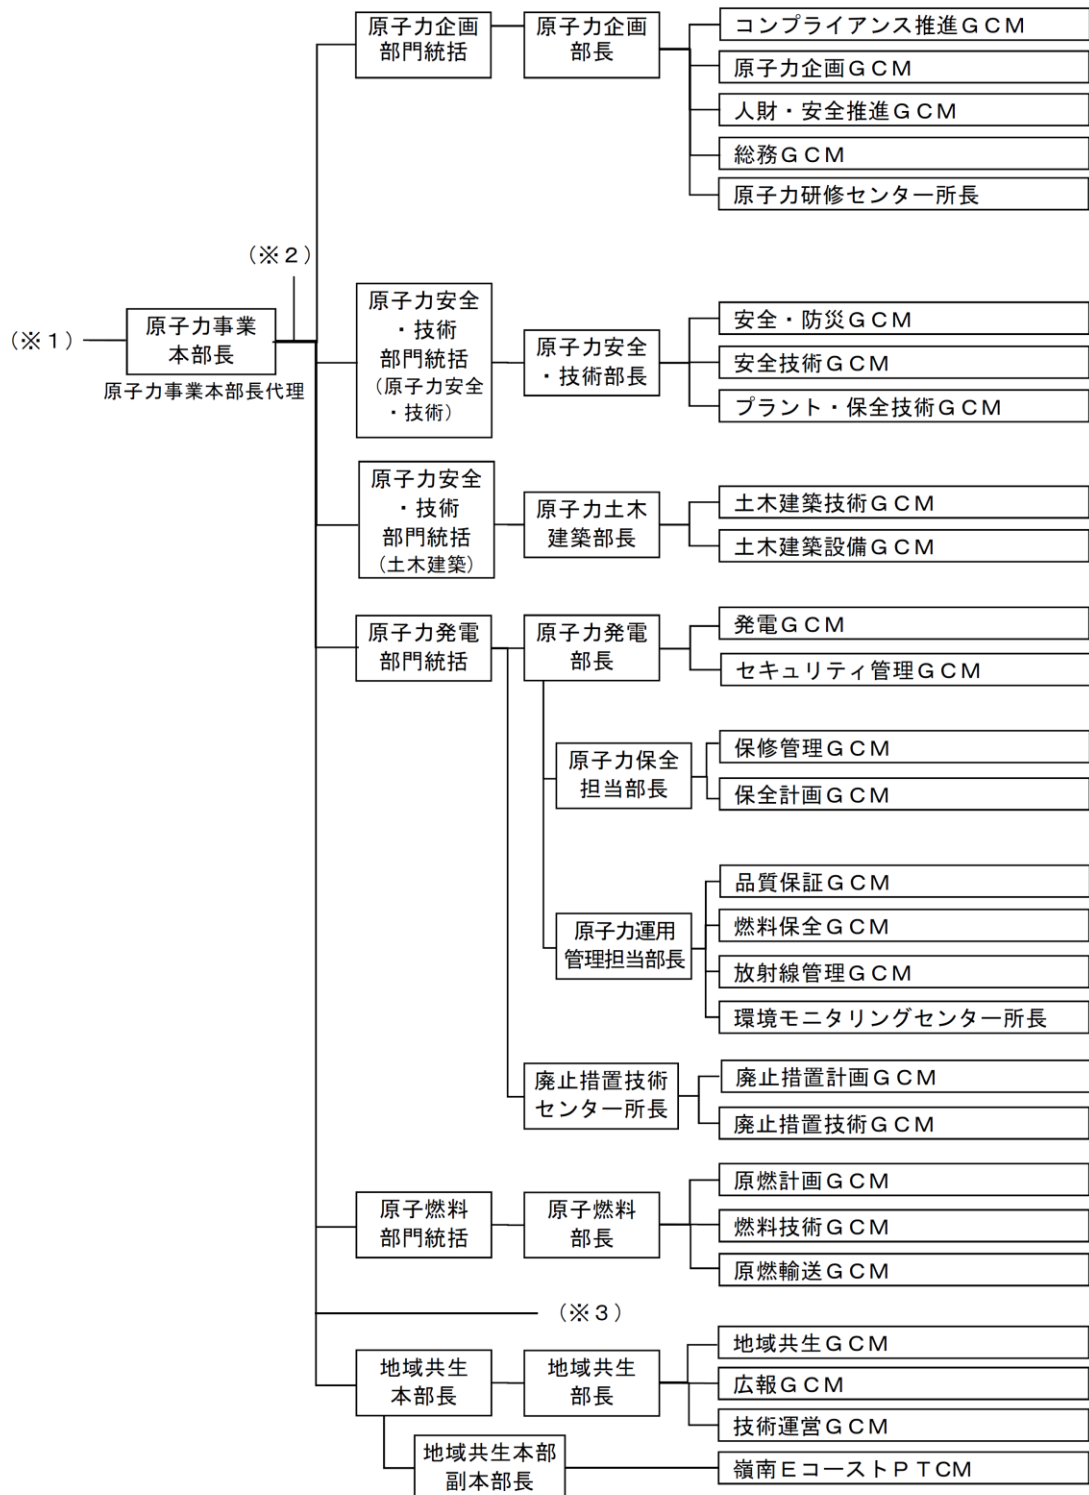 原子力企画
部門統括
原子力企画
部長
コンプライアンス推進ＧＣＭ
原子力企画ＧＣＭ
人財・安全推進ＧＣＭ
総務ＧＣＭ
原子力研修センター所長
（※２）
（※１）
原子力事業
本部長
原子力事業本部長代理
原子力安全
・技術
部門統括
（原子力安全
・技術）
原子力安全
・技術部長
安全・防災ＧＣＭ
安全技術ＧＣＭ
プラント・保全技術ＧＣＭ
原子力安全
・技術
部門統括
（土木建築）
原子力土木
建築部長
土木建築技術ＧＣＭ
土木建築設備ＧＣＭ
原子力発電
部門統括
原子力発電
部長
発電ＧＣＭ
セキュリティ管理ＧＣＭ
原子力保全
担当部長
保修管理ＧＣＭ
保全計画ＧＣＭ
原子力運用
管理担当部長
品質保証ＧＣＭ
燃料保全ＧＣＭ
放射線管理ＧＣＭ
環境モニタリングセンター所長
廃止措置技術
センター所長
廃止措置計画ＧＣＭ
廃止措置技術ＧＣＭ
原子燃料
部門統括
原子燃料
部長
原燃計画ＧＣＭ
燃料技術ＧＣＭ
原燃輸送ＧＣＭ
（※３）
地域共生
本部長
地域共生
部長
地域共生ＧＣＭ
広報ＧＣＭ
技術運営ＧＣＭ
地域共生本部
副本部長
嶺南ＥコーストＰＴＣＭ